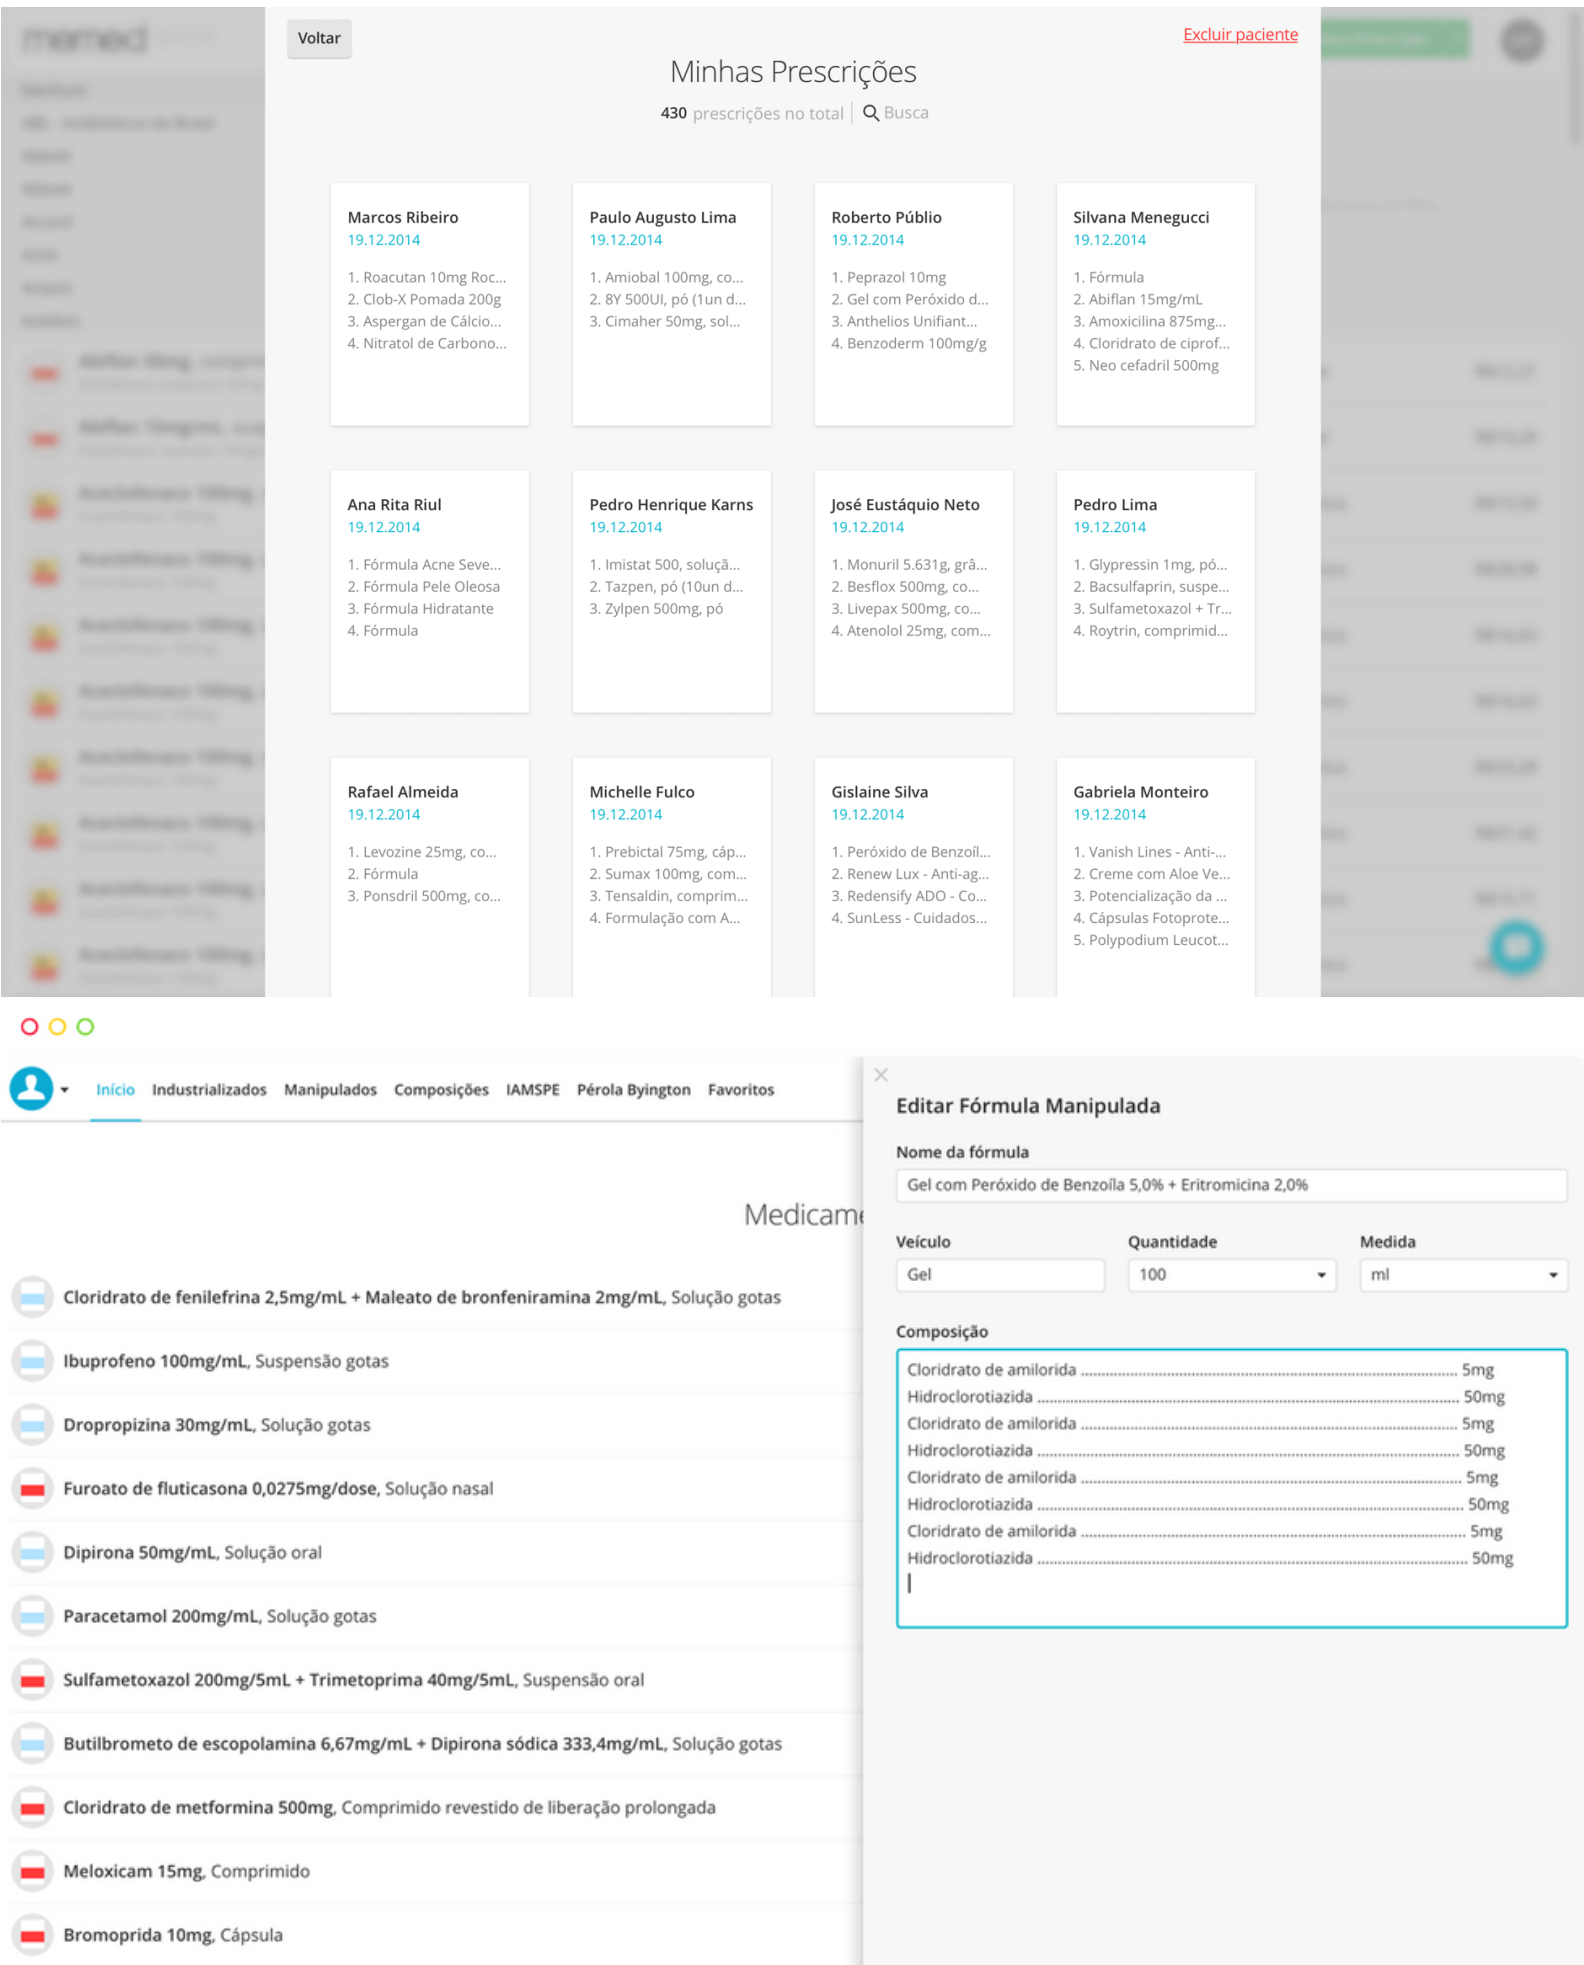 memed
Voltar
Excluir paciente
Minhas Prescrições
430 prescrições no total
Busca
Marcos Ribeiro
19.12.2014
1. Roacutan 10mg Roc...
2. Clob-X Pomada 200g
3. Aspergan de Cálcio...
4. Nitratol de Carbono...
Paulo Augusto Lima
19.12.2014
1. Amiobal 100mg, co...
2. 8Y 500UI, pó (1un d...
3. Cimaher 50mg, sol...
Roberto Públio
19.12.2014
1. Peprazol 10mg
2. Gel com Peróxido d...
3. Anthelios Unifiant...
4. Benzoderm 100mg/g
Silvana Menegucci
19.12.2014
1. Fórmula
2. Abiflan 15mg/mL
3. Amoxicilina 875mg...
4. Cloridrato de ciprof...
5. Neo cefadril 500mg
Ana Rita Riul
19.12.2014
1. Fórmula Acne Seve...
2. Fórmula Pele Oleosa
3. Fórmula Hidratante
4. Fórmula
Pedro Henrique Karns
19.12.2014
1. Imistat 500, soluçã...
2. Tazpen, pó (10un d...
3. Zylpen 500mg, pó
José Eustáquio Neto
19.12.2014
1. Monuril 5.631g, grâ...
2. Besflox 500mg, co...
3. Livepax 500mg, co...
4. Atenolol 25mg, com...
Pedro Lima
19.12.2014
1. Glypressin 1mg, pó...
2. Bacsulfaprin, suspe...
3. Sulfametoxazol + Tr...
4. Roytrin, comprimid...
Rafael Almeida
19.12.2014
1. Levozine 25mg, co...
2. Fórmula
3. Ponsdril 500mg, co...
Michelle Fulco
19.12.2014
1. Prebictal 75mg, cáp...
2. Sumax 100mg, com...
3. Tensaldin, comprim...
4. Formulação com A...
Gislaine Silva
19.12.2014
1. Peróxido de Benzoíl...
2. Renew Lux - Anti-ag...
3. Redensify ADO - Co...
4. SunLess - Cuidados...
Gabriela Monteiro
19.12.2014
1. Vanish Lines - Anti-...
2. Creme com Aloe Ve...
3. Potencialização da ...
4. Cápsulas Fotoprote...
5. Polypodium Leucot...
Início Industrializados Manipulados Composições IAMSPE Pérola Byington Favoritos
Medicame
Cloridrato de fenilefrina 2,5mg/mL + Maleato de bronfeniramina 2mg/mL, Solução gotas
Ibuprofeno 100mg/mL, Suspensão gotas
Dropropizina 30mg/mL, Solução gotas
Furoato de fluticasona 0,0275mg/dose, Solução nasal
Dipirona 50mg/mL, Solução oral
Paracetamol 200mg/mL, Solução gotas
Sulfametoxazol 200mg/5mL + Trimetoprima 40mg/5mL, Suspensão oral
Butilbrometo de escopolamina 6,67mg/mL + Dipirona sódica 333,4mg/mL, Solução gotas
Cloridrato de metformina 500mg, Comprimido revestido de liberação prolongada
Meloxicam 15mg, Comprimido
Bromoprida 10mg, Cápsula
Editar Fórmula Manipulada
Nome da fórmula
Gel com Peróxido de Benzoíla 5,0% + Eritromicina 2,0%
Veículo Quantidade Medida
Gel 100 ml
Composição
Cloridrato de amilorida ........ 5mg
Hidroclorotiazida ........ 50mg
Cloridrato de amilorida ........ 5mg
Hidroclorotiazida ........ 50mg
Cloridrato de amilorida ........ 5mg
Hidroclorotiazida ........ 50mg
Cloridrato de amilorida ........ 5mg
Hidroclorotiazida ........ 50mg